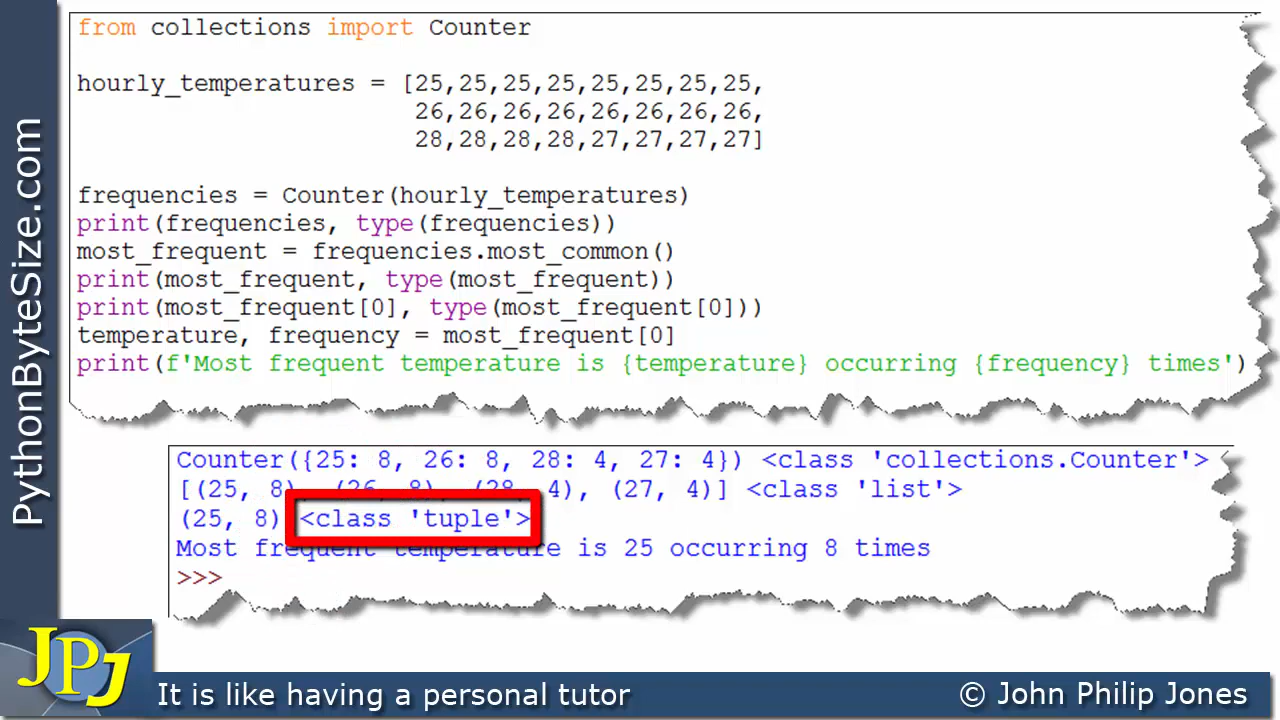 from collections import Counter
hourly_temperatures = [25,25,25,25,25,25,25,25,
26,26,26,26,26,26,26,26,
28,28,28,28,27,27,27,27]
frequencies = Counter(hourly_temperatures)
print(frequencies, type(frequencies))
most_frequent = frequencies.most_common()
print(most_frequent, type(most_frequent))
print(most_frequent[0], type(most_frequent[0]))
temperature, frequency = most_frequent[0]
print(f'Most frequent temperature is {temperature} occurring {frequency} times')
Counter({25: 8, 26: 8, 28: 4, 27: 4}) <class 'collections.Counter'>
[(25, 8), (26, 8), (28, 4), (27, 4)] <class 'list'>
(25, 8) <class 'tuple'>
Most frequent temperature is 25 occurring 8 times
>>>
PythonByteSize.com
JPJ
It is like having a personal tutor
© John Philip Jones